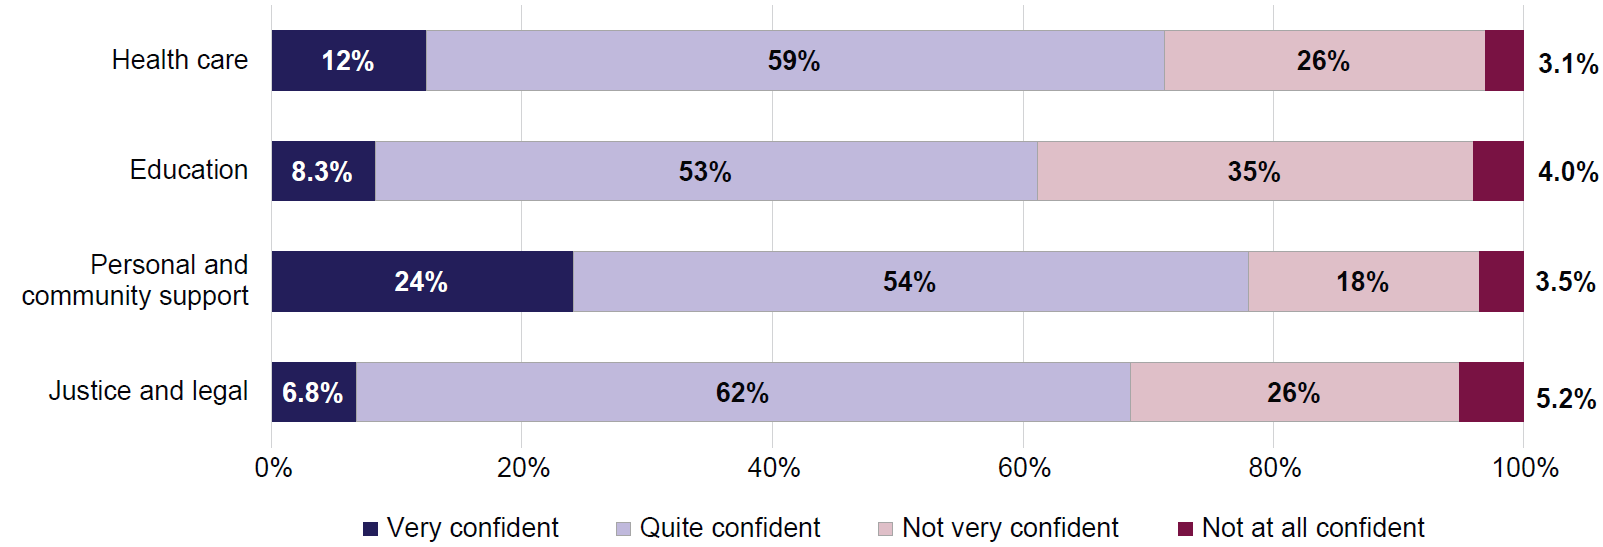 Health care
12%
59%
26%
3.1%
Education
8.3%
53%
35%
4.0%
Personal and
community support
24%
54%
18%
3.5%
Justice and legal
6.8%
62%
26%
5.2%
0%
20%
40%
60%
80%
100%
Very confident
Quite confident
Not very confident
Not at all confident